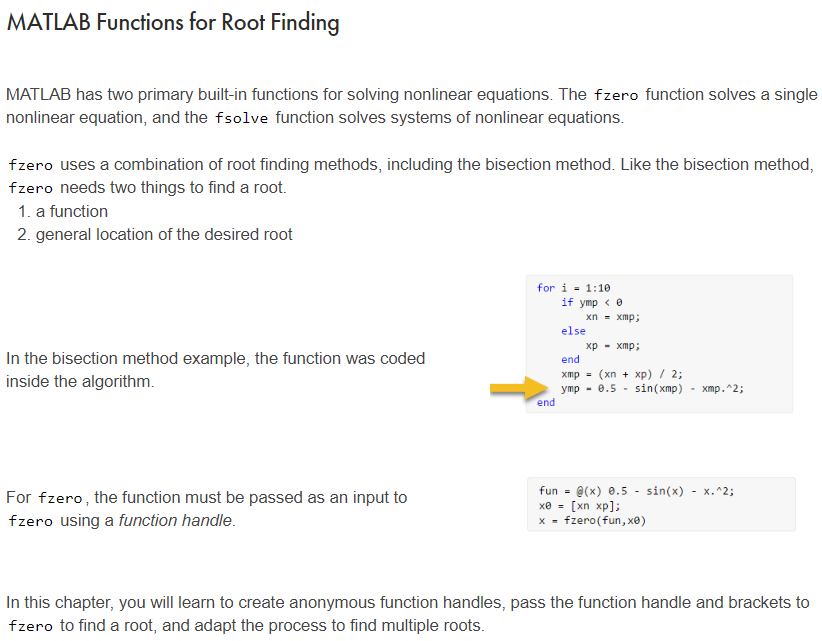 MATLAB Functions for Root Finding
MATLAB has two primary built-in functions for solving nonlinear equations. The fzero function solves a single
nonlinear equation, and the fsolve function solves systems of nonlinear equations.
fzero uses a combination of root finding methods, including the bisection method. Like the bisection method,
fzero needs two things to find a root.
1. a function
2. general location of the desired root
In the bisection method example, the function was coded
inside the algorithm.
for i = 1:10
if ymp < 0
xn = xmp;
else
xp = xmp;
end
xmp = (xn + xp) / 2;
ymp = 0.5 - sin(xmp) - xmp.^2;
end
For fzero, the function must be passed as an input to
fzero using a function handle.
fun = @(x) 0.5 - sin(x) - x.^2;
x0 = [xn xp];
x = fzero(fun,x0)
In this chapter, you will learn to create anonymous function handles, pass the function handle and brackets to
fzero to find a root, and adapt the process to find multiple roots.